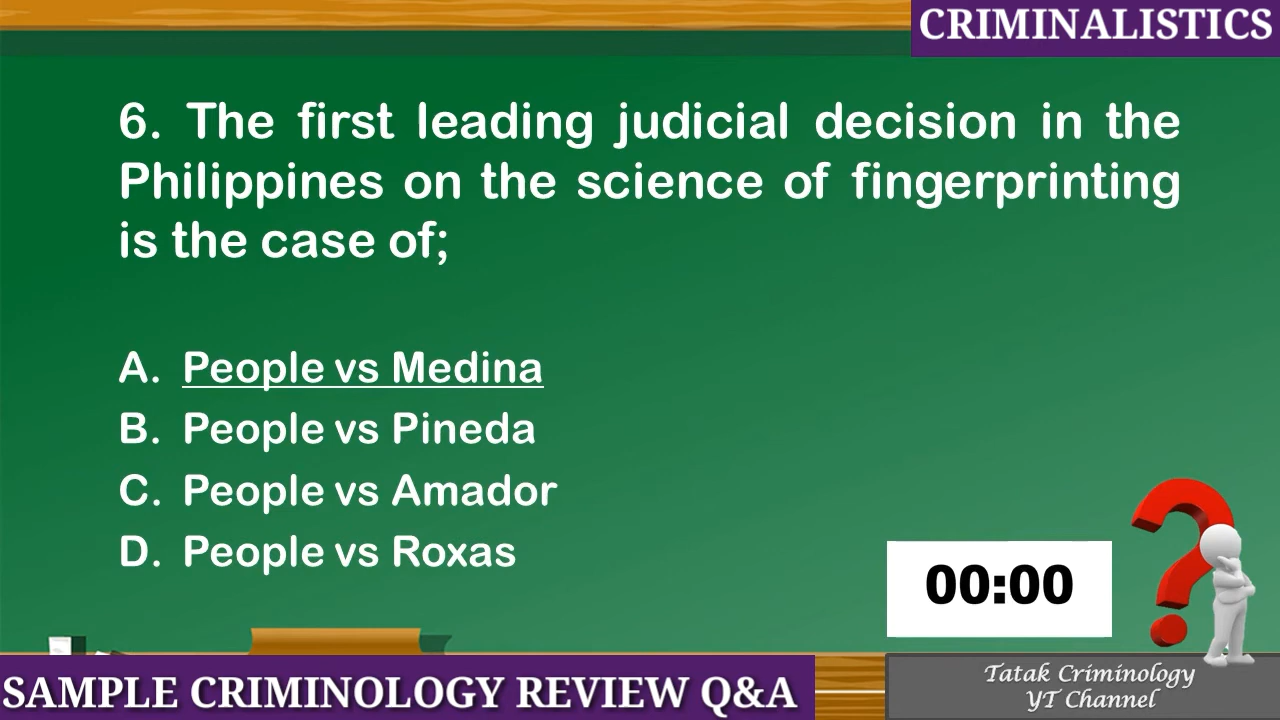 CRIMINALISTICS
6. The first leading judicial decision in the
Philippines on the science of fingerprinting
is the case of;
A. People vs Medina
B. People vs Pineda
C. People vs Amador
D. People vs Roxas
00:00
SAMPLE CRIMINOLOGY REVIEW Q&A
Tatak Criminology
YT Channel